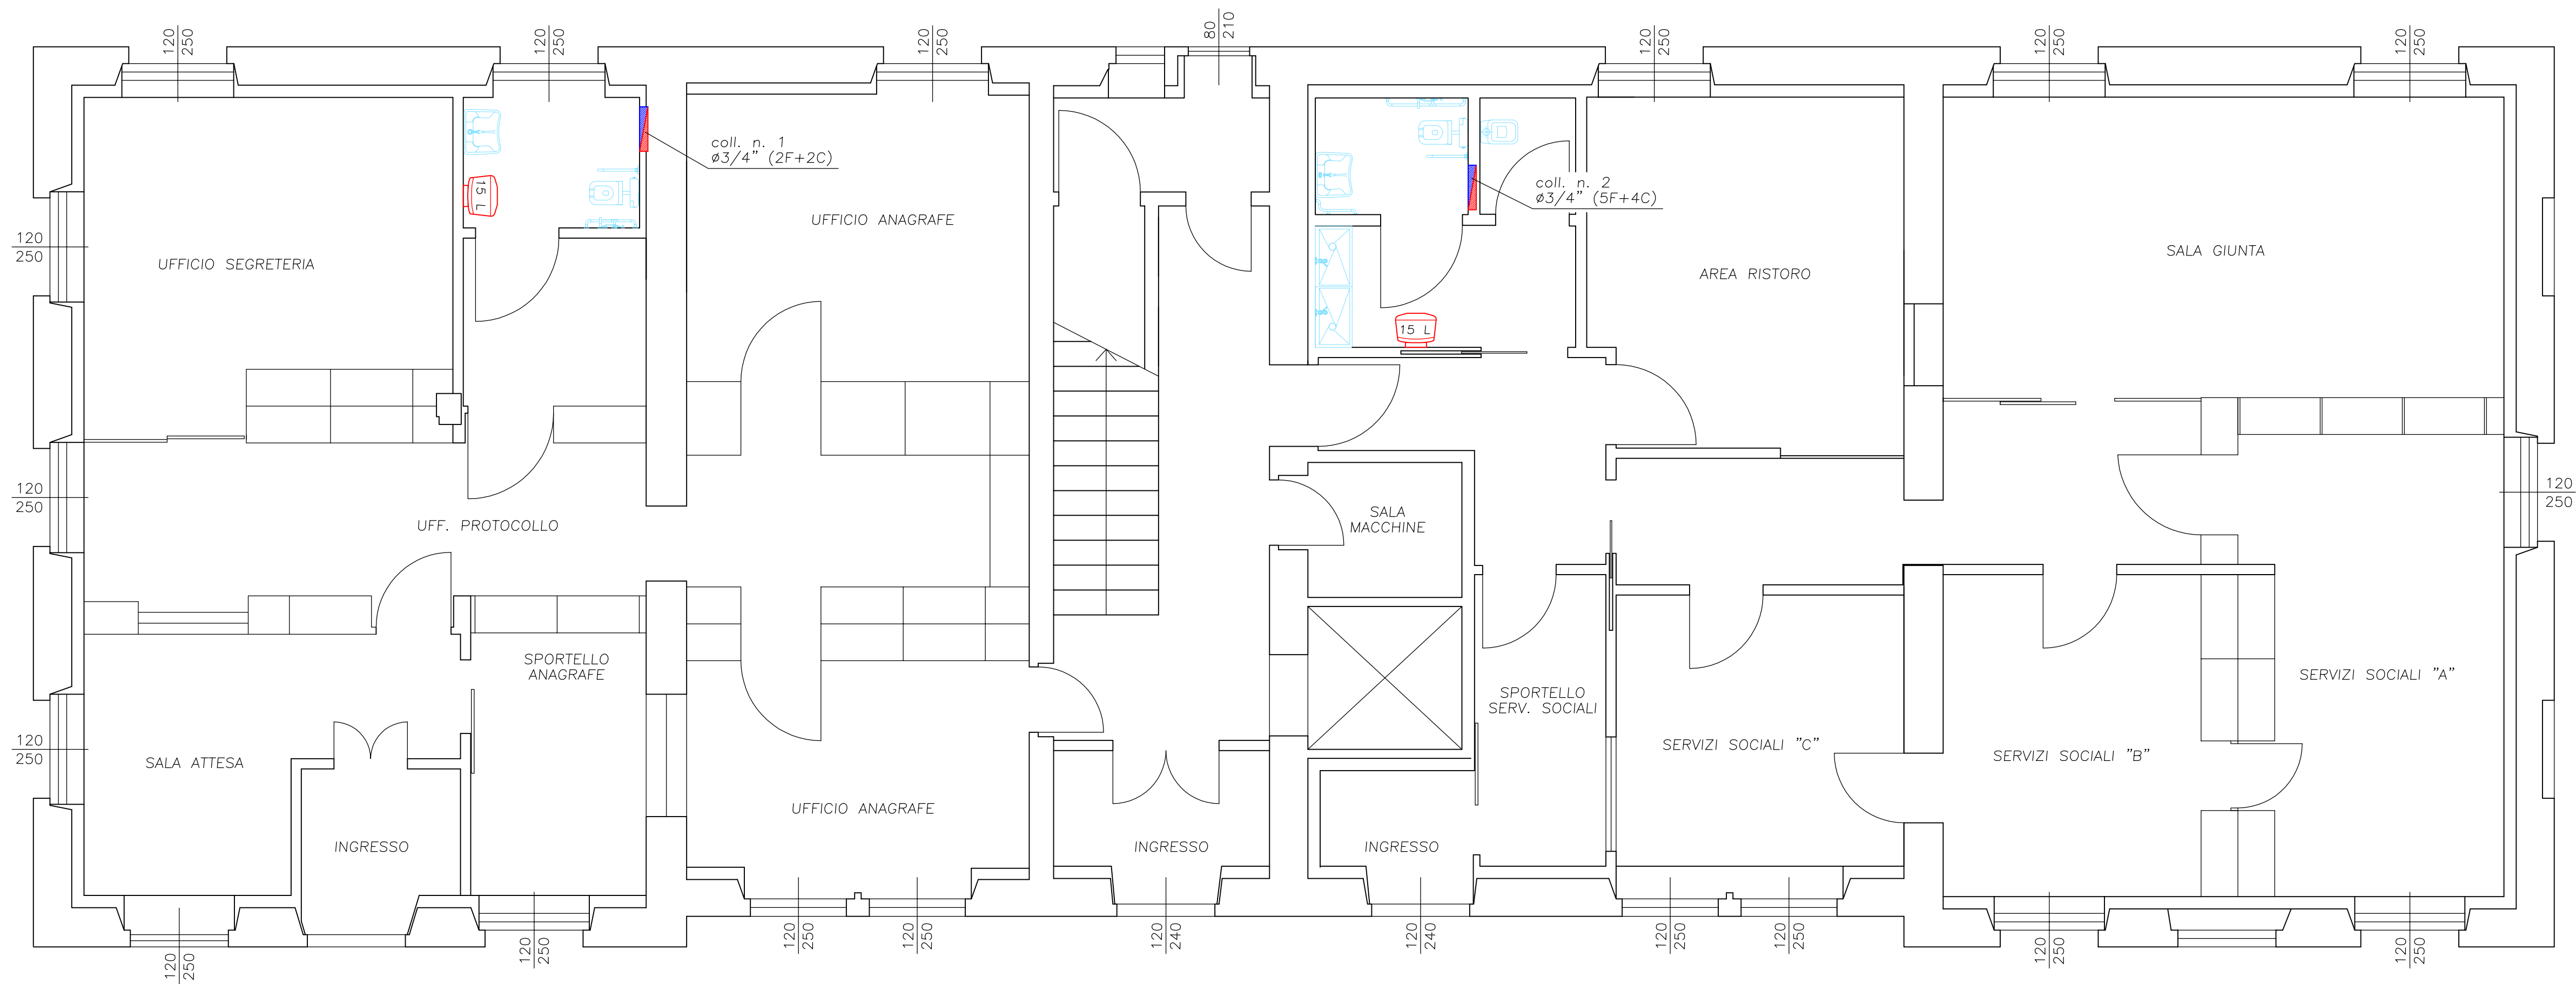 120
250
120
250
120
250
80
210
120
250
120
250
120
250
coll. n. 1
ø3/4" (2F+2C)
15 L
coll. n. 2
ø3/4" (5F+4C)
UFFICIO ANAGRAFE
120
250
UFFICIO SEGRETERIA
SALA GIUNTA
AREA RISTORO
15 L
120
250
UFF. PROTOCOLLO
SALA
MACCHINE
120
250
SPORTELLO
ANAGRAFE
SPORTELLO
SERV. SOCIALI
SERVIZI SOCIALI "A"
120
250
SALA ATTESA
SERVIZI SOCIALI "C"
SERVIZI SOCIALI "B"
UFFICIO ANAGRAFE
INGRESSO
INGRESSO
INGRESSO
120
250
120
250
120
250
120
250
120
240
120
240
120
250
120
250
120
250
120
250